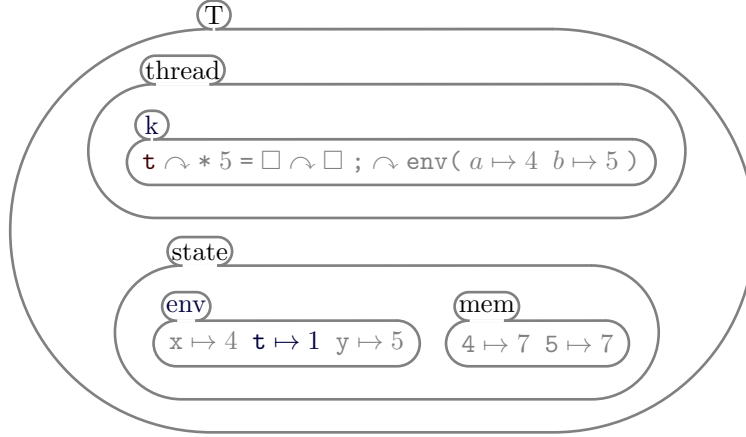 T
thread
k
t ↷ * 5 = □ ↷ □ ; ↷ env( a ↦ 4 b ↦ 5 )
state
env mem
x ↦ 4 t ↦ 1 y ↦ 5 4 ↦ 7 5 ↦ 7